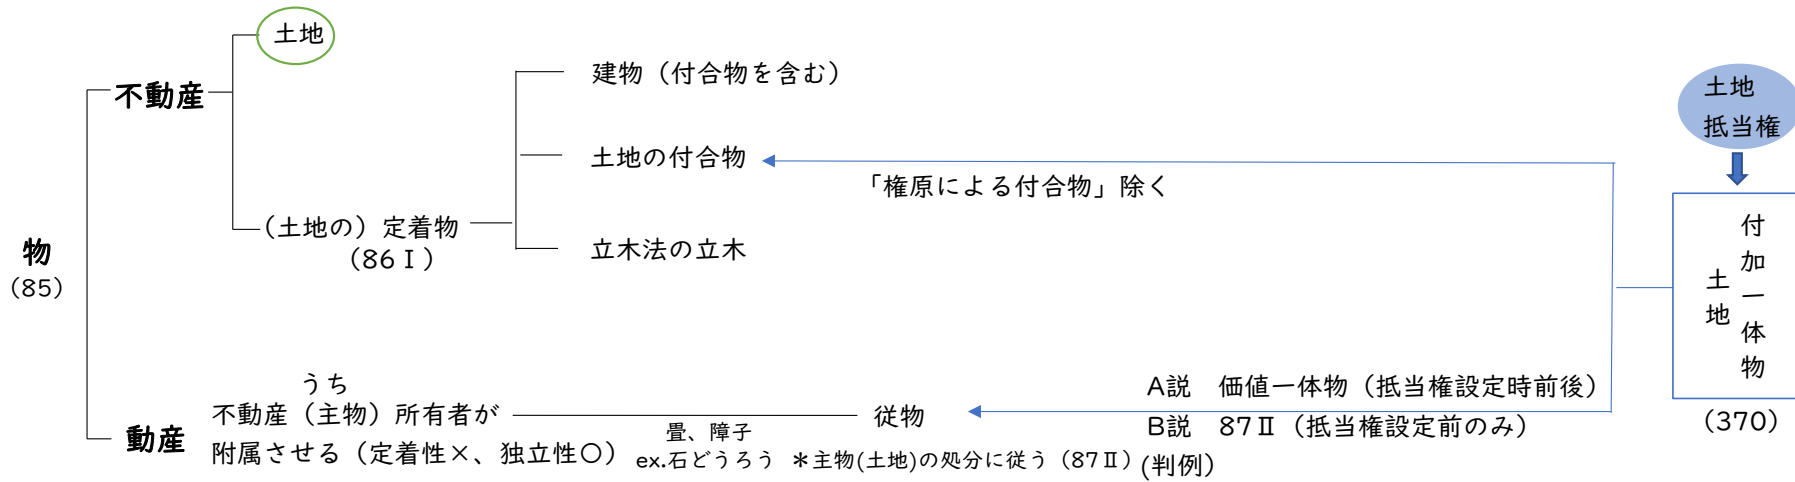 物
(85)
不動産
土地
(土地の) 定着物
(86Ⅰ)
建物（付合物を含む）
土地の付合物
立木法の立木
「権原による付合物」除く
土地
抵当権
土地
付加一体物
(370)
動産
うち
不動産（主物）所有者が
附属させる（定着性×、独立性〇）
従物
畳、障子
ex.石どうろう　＊主物(土地)の処分に従う（87Ⅱ）
A説　価値一体物（抵当権設定時前後）
B説　87Ⅱ（抵当権設定前のみ）
(判例)